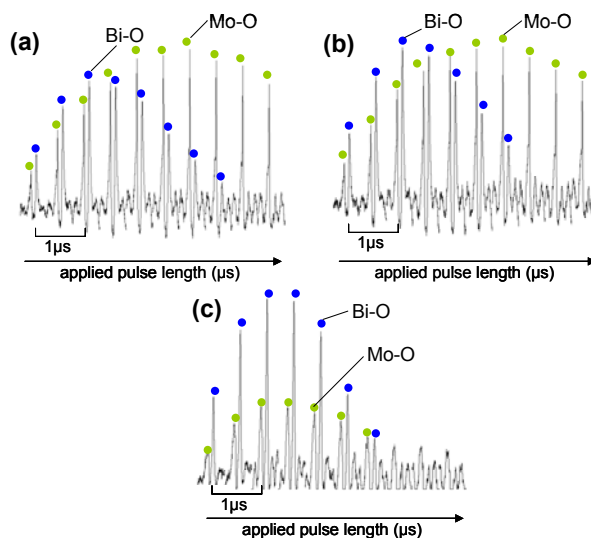 (a)
Bi-O
Mo-O
1µs
applied pulse length (µs)
(b)
Bi-O
Mo-O
1µs
applied pulse length (µs)
(c)
Bi-O
Mo-O
1µs
applied pulse length (µs)